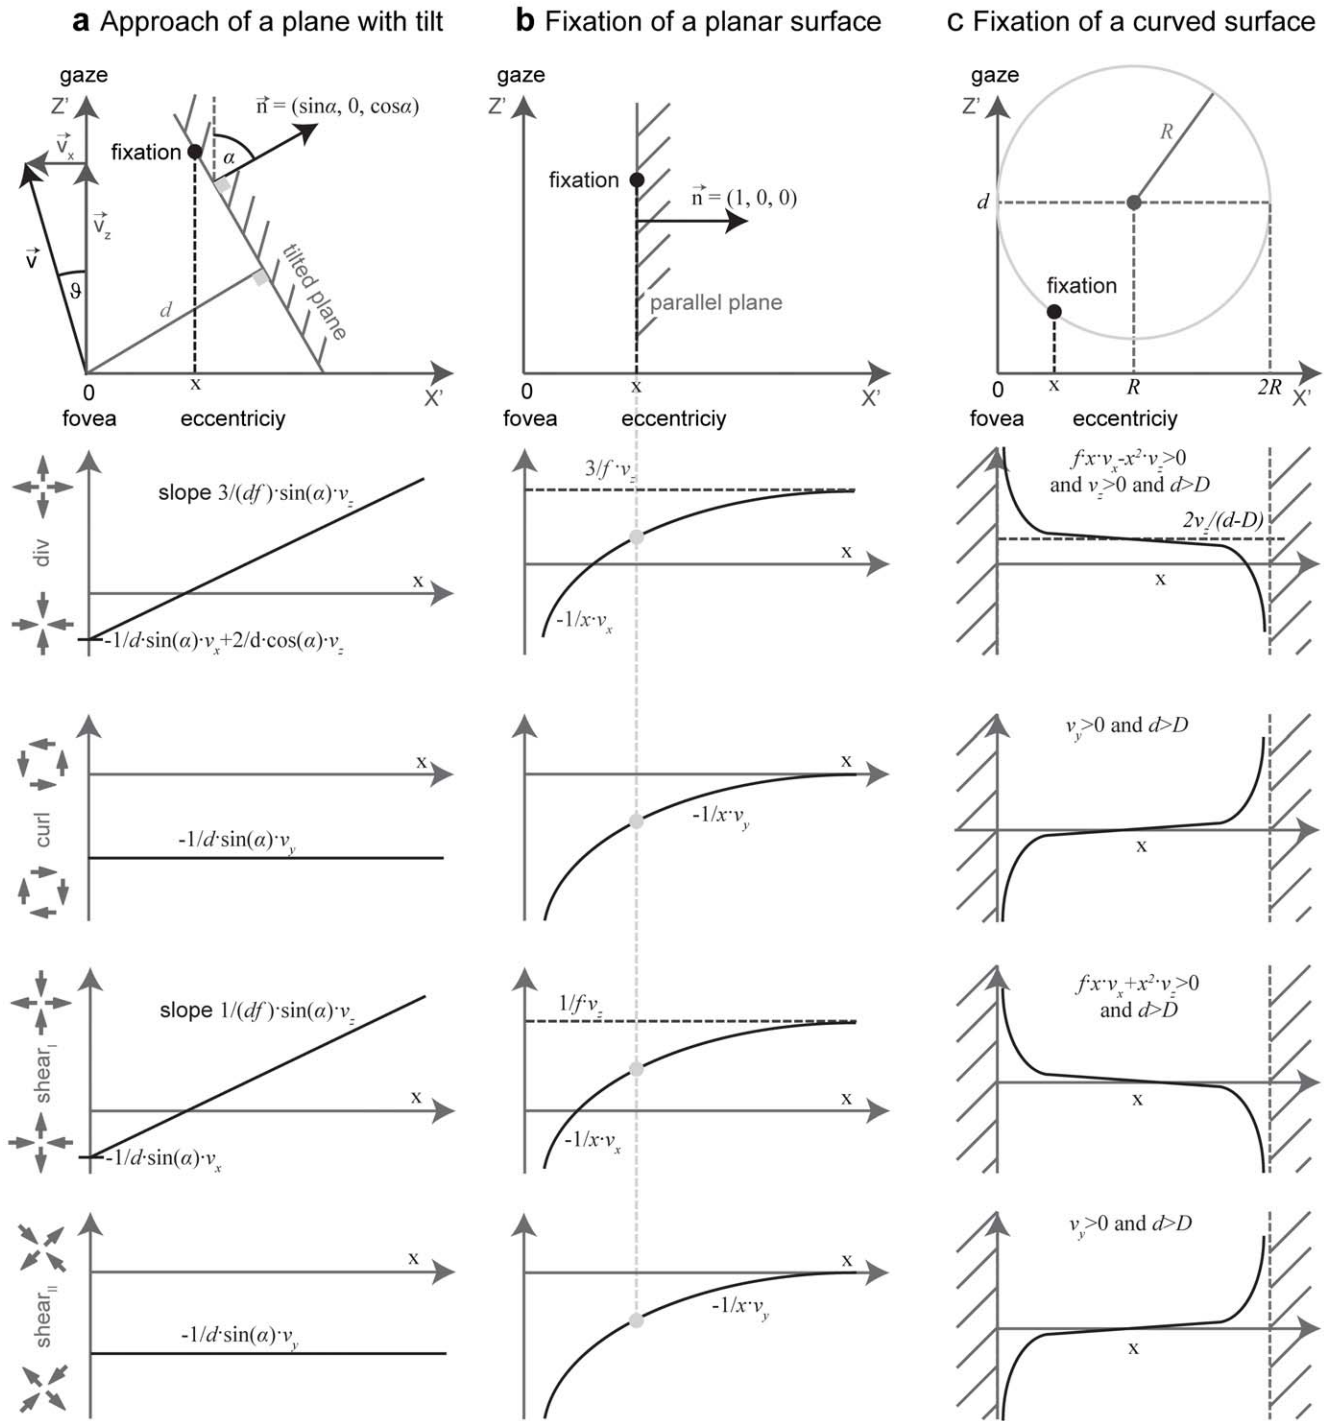 a Approach of a plane with tilt
gaze
Z'
n⃗ = (sinα, 0, cosα)
v⃗x
fixation
α
v⃗z
v⃗
ϑ
d
tilted plane
0
x
X'
fovea
eccentriciy
div
slope 3/(df)·sin(α)·vz
x
-1/d·sin(α)·vx+2/d·cos(α)·vz
curl
x
-1/d·sin(α)·vy
shearI
slope 1/(df)·sin(α)·vz
x
-1/d·sin(α)·vx
shearII
x
-1/d·sin(α)·vy
b Fixation of a planar surface
gaze
Z'
fixation
n⃗ = (1, 0, 0)
parallel plane
0
x
X'
fovea
eccentriciy
3/f·vz
x
-1/x·vx
x
-1/x·vy
1/f·vz
x
-1/x·vx
x
-1/x·vy
c Fixation of a curved surface
gaze
Z'
R
d
fixation
0
x
R
2R
X'
fovea
eccentriciy
f·x·vx-x²·vz>0
and vz>0 and d>D
2vz/(d-D)
x
vy>0 and d>D
x
f·x·vx+x²·vz>0
and d>D
x
vy>0 and d>D
x